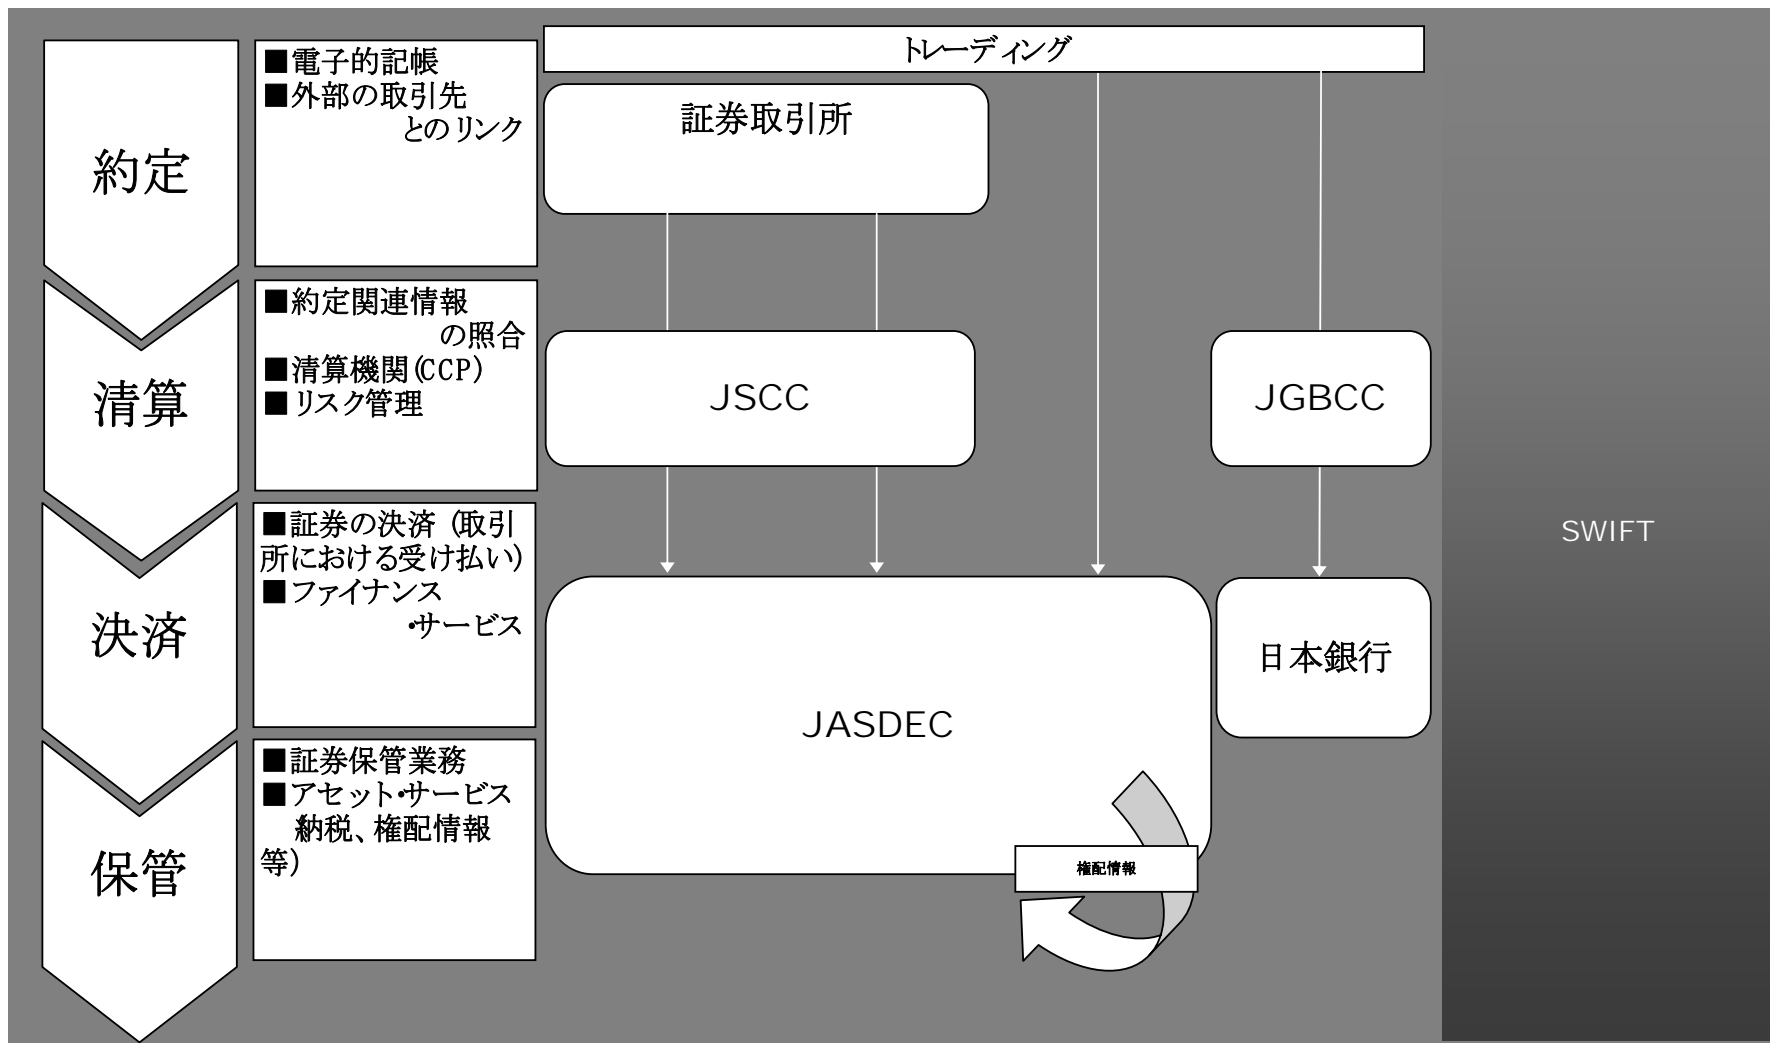 約定
■電子的記帳
■外部の取引先
とのリンク
トレーディング
証券取引所
清算
■約定関連情報
の照合
■清算機関(CCP)
■リスク管理
JSCC
JGBCC
決済
■証券の決済(取引
所における受け払い)
■ファイナンス
・サービス
JASDEC
日本銀行
SWIFT
保管
■証券保管業務
■アセット・サービス
納税、権配情報
等)
権配情報